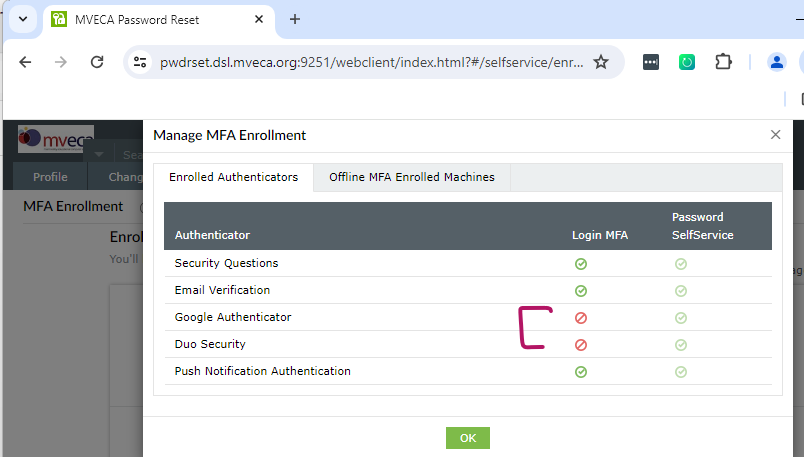 MVECA Password Reset
pwdrset.dsl.mveca.org:9251/webclient/index.html?#/selfservice/enr...
mveca
Manage MFA Enrollment
Sea
Profile
Chang
Enrolled Authenticators
Offline MFA Enrolled Machines
MFA Enrollment
Enrol
You'll
Authenticator
Login MFA
Password
SelfService
Security Questions
Email Verification
Google Authenticator
Duo Security
Push Notification Authentication
OK